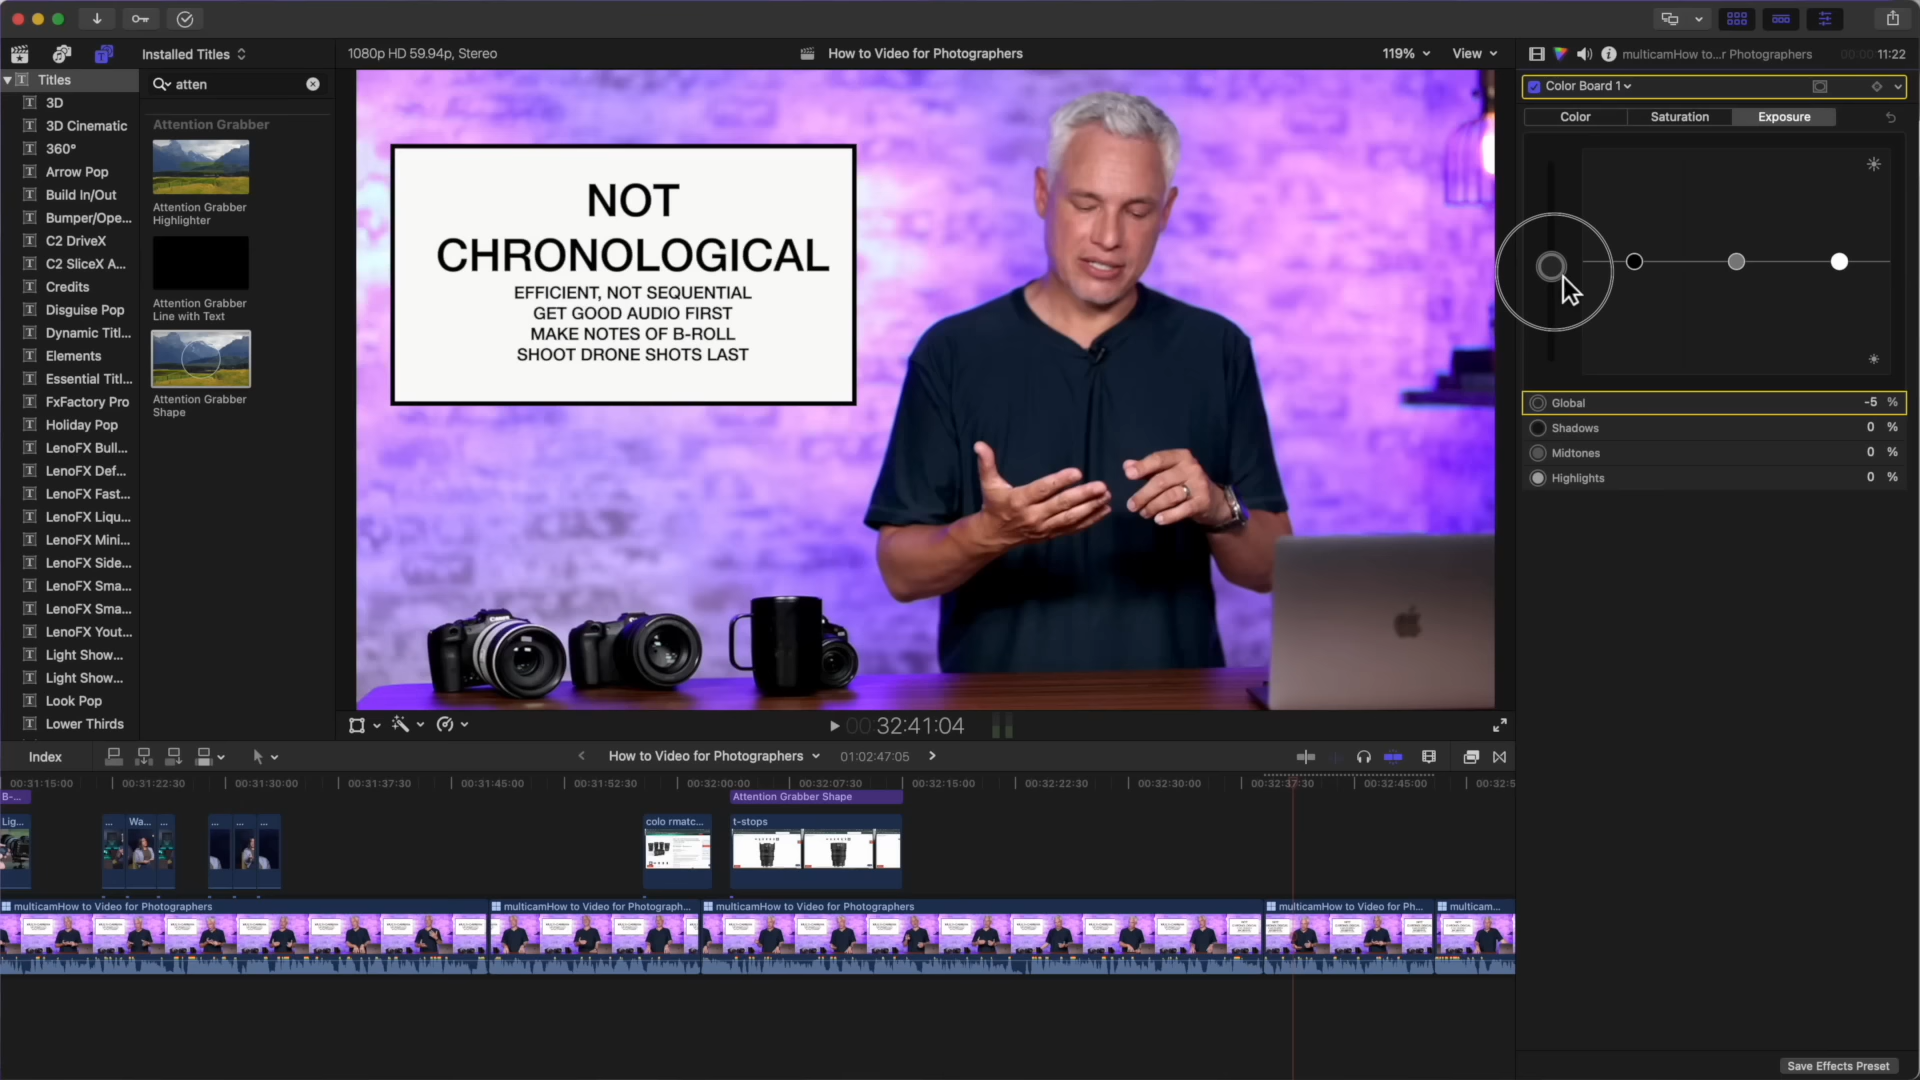 Installed Titles
1080p HD 59.94p, Stereo
How to Video for Photographers
119%
View
multicamHow to...r Photographers
00:00:11:22
Titles
3D
3D Cinematic
360°
Arrow Pop
Build In/Out
Bumper/Ope...
C2 DriveX
C2 SliceX A...
Credits
Disguise Pop
Dynamic Titl...
Elements
Essential Titl...
FxFactory Pro
Holiday Pop
LenoFX Bull...
LenoFX Def...
LenoFX Fast...
LenoFX Liqu...
LenoFX Mini...
LenoFX Side...
LenoFX Sma...
LenoFX Sma...
LenoFX Yout...
Light Show...
Light Show...
Look Pop
Lower Thirds
atten
Attention Grabber
Attention Grabber
Highlighter
Attention Grabber
Line with Text
Attention Grabber
Shape
NOT
CHRONOLOGICAL
EFFICIENT, NOT SEQUENTIAL
GET GOOD AUDIO FIRST
MAKE NOTES OF B-ROLL
SHOOT DRONE SHOTS LAST
Canon
Color Board 1
Color
Saturation
Exposure
Global
-5 %
Shadows
0 %
Midtones
0 %
Highlights
0 %
00:32:41:04
Index
How to Video for Photographers
01:02:47:05
00:31:15:00
00:31:22:30
00:31:30:00
00:31:37:30
00:31:45:00
00:31:52:30
00:32:00:00
00:32:07:30
00:32:15:00
00:32:22:30
00:32:30:00
00:32:37:30
00:32:45:00
00:32:5
B-...
Attention Grabber Shape
Lig...
...
Wa...
...
...
...
...
colo rmatc...
t-stops
multicamHow to Video for Photographers
multicamHow to Video for Photograph...
multicamHow to Video for Photographers
multicamHow to Video for Ph...
multicam...
Save Effects Preset